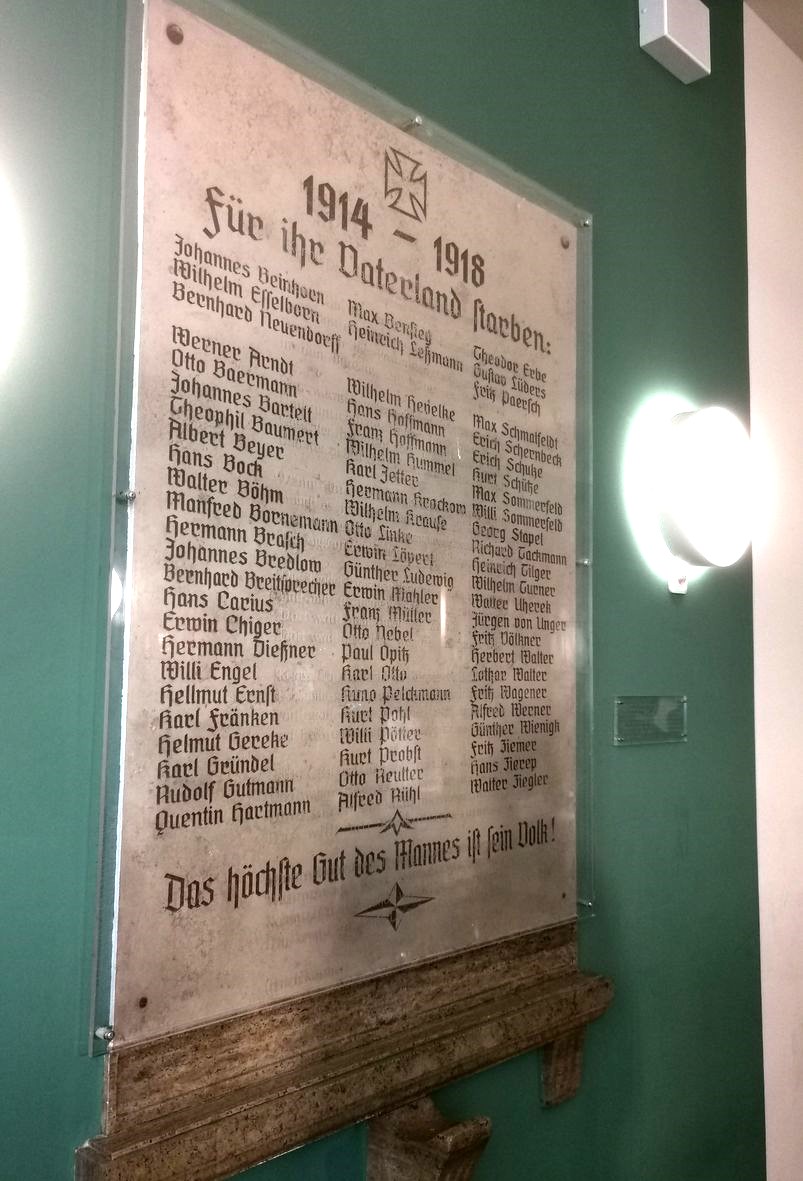 1914 – 1918
Für ihr Vaterland starben:
Johannes Beinhorn
Wilhelm Esselborn
Bernhard Neuendorff
Max Bensieg
Heinrich Leßmann
Theodor Erbe
Gustav Lüders
Fritz Paersch
Werner Arndt
Otto Baermann
Johannes Bartelt
Theophil Baumert
Albert Beyer
Hans Bock
Walter Böhm
Manfred Bornemann
Hermann Brasch
Johannes Bredlow
Bernhard Breitsprecher
Hans Carius
Erwin Chiger
Hermann Dießner
Willi Engel
Hellmut Ernst
Karl Fränken
Helmut Gereke
Karl Gründel
Rudolf Gutmann
Quentin Hartmann
Wilhelm
Hans Hoffmann
Franz Hoffmann
Wilhelm Hummel
Karl Jetter
Hermann Krackow
Wilhelm Krause
Otto Linke
Erwin
Günther Ludewig
Erwin Mahler
Franz Müller
Otto Nebel
Paul Opitz
Karl Otto
Kuno Pelckmann
Kurt Pohl
Willi Pötter
Kurt Probst
Otto Reutter
Alfred Rühl
Max Schmalfeldt
Erich Schernbeck
Erich Schulze
Kurt Schütze
Max Sommerfeld
Willi Sommerfeld
Georg Stapel
Richard Tackmann
Heinrich Tilger
Wilhelm Turner
Walter Uherek
Jürgen von Unger
Fritz Völkner
Herbert Walter
Lothar Walter
Fritz Wagener
Alfred Werner
Günther Wienigk
Fritz Ziemer
Hans Zierep
Walter Ziegler
Das höchste Gut des Mannes ist sein Volk!